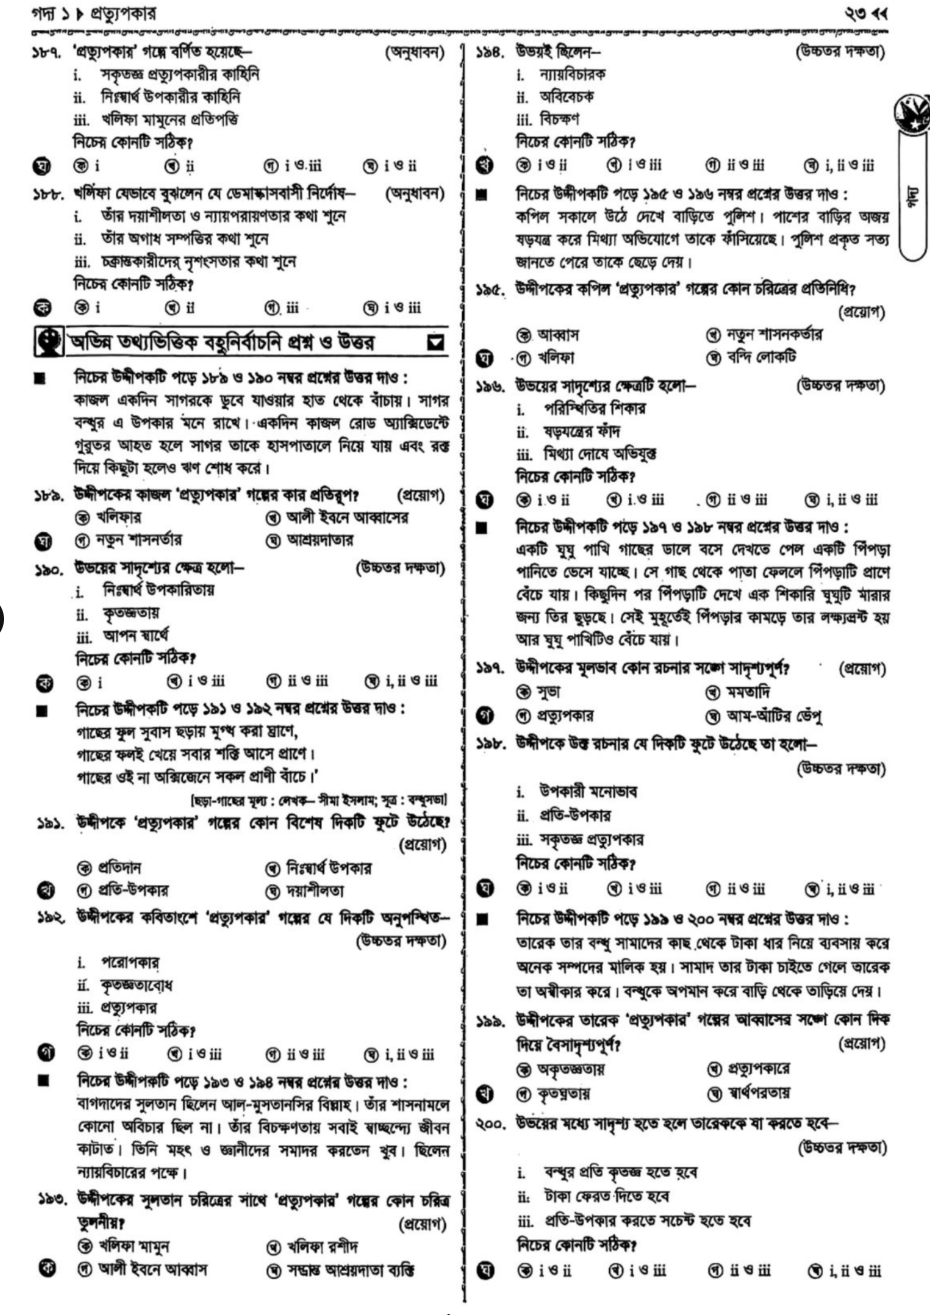 গদ্য ১ ▶ প্রত্যুপকার
২৩ ◀◀
১৮৭. 'প্রত্যুপকার' গল্পে বর্ণিত হয়েছে— (অনুধাবন)
i. সকৃতজ্ঞ প্রত্যুপকারীর কাহিনি
ii. নিঃস্বার্থ উপকারীর কাহিনি
iii. খলিফা মামুনের প্রতিপত্তি
নিচের কোনটি সঠিক?
ঘ ক i খ ii গ i ও iii ঘ i ও ii
১৮৮. খলিফা যেভাবে বুঝলেন যে ডেমাস্কাসবাসী নির্দোষ— (অনুধাবন)
i. তাঁর দয়াশীলতা ও ন্যায়পরায়ণতার কথা শুনে
ii. তাঁর অগাধ সম্পত্তির কথা শুনে
iii. চক্রান্তকারীদের নৃশংসতার কথা শুনে
নিচের কোনটি সঠিক?
ক ক i খ ii গ iii ঘ i ও iii
অভিন্ন তথ্যভিত্তিক বহুনির্বাচনি প্রশ্ন ও উত্তর
■ নিচের উদ্দীপকটি পড়ে ১৮৯ ও ১৯০ নম্বর প্রশ্নের উত্তর দাও :
কাজল একদিন সাগরকে ডুবে যাওয়ার হাত থেকে বাঁচায়। সাগর
বন্ধুর এ উপকার মনে রাখে। একদিন কাজল রোড অ্যাক্সিডেন্টে
গুরুতর আহত হলে সাগর তাকে হাসপাতালে নিয়ে যায় এবং রক্ত
দিয়ে কিছুটা হলেও ঋণ শোধ করে।
১৮৯. উদ্দীপকের কাজল 'প্রত্যুপকার' গল্পের কার প্রতিরূপ? (প্রয়োগ)
ক খলিফার খ আলী ইবনে আব্বাসের
ঘ গ নতুন শাসনর্তার ঘ আশ্রয়দাতার
১৯০. উভয়ের সাদৃশ্যের ক্ষেত্র হলো— (উচ্চতর দক্ষতা)
i. নিঃস্বার্থ উপকারিতায়
ii. কৃতজ্ঞতায়
iii. আপন স্বার্থে
নিচের কোনটি সঠিক?
ক ক i খ i ও iii গ ii ও iii ঘ i, ii ও iii
■ নিচের উদ্দীপকটি পড়ে ১৯১ ও ১৯২ নম্বর প্রশ্নের উত্তর দাও :
গাছের ফুল সুবাস ছড়ায় মুগ্ধ করা ঘ্রাণে,
গাছের ফলই খেয়ে সবার শক্তি আসে প্রাণে।
গাছের ওই না অক্সিজেনে সকল প্রাণী বাঁচে।'
[ছড়া-গাছের মূল্য : লেখক— সীমা ইসলাম; সূত্র : বন্ধুসভা]
১৯১. উদ্দীপকে 'প্রত্যুপকার' গল্পের কোন বিশেষ দিকটি ফুটে উঠেছে?
(প্রয়োগ)
ক প্রতিদান খ নিঃস্বার্থ উপকার
খ গ প্রতি-উপকার ঘ দয়াশীলতা
১৯২. উদ্দীপকের কবিতাংশে 'প্রত্যুপকার' গল্পের যে দিকটি অনুপস্থিত—
(উচ্চতর দক্ষতা)
i. পরোপকার
ii. কৃতজ্ঞতাবোধ
iii. প্রত্যুপকার
নিচের কোনটি সঠিক?
গ ক i ও ii খ i ও iii গ ii ও iii ঘ i, ii ও iii
■ নিচের উদ্দীপকটি পড়ে ১৯৩ ও ১৯৪ নম্বর প্রশ্নের উত্তর দাও :
বাগদাদের সুলতান ছিলেন আল-মুসতানসির বিল্লাহ। তাঁর শাসনামলে
কোনো অবিচার ছিল না। তাঁর বিচক্ষণতায় সবাই স্বাচ্ছন্দ্যে জীবন
কাটাত। তিনি মহৎ ও জ্ঞানীদের সমাদর করতেন খুব। ছিলেন
ন্যায়বিচারের পক্ষে।
১৯৩. উদ্দীপকের সুলতান চরিত্রের সাথে 'প্রত্যুপকার' গল্পের কোন চরিত্র
তুলনীয়? (প্রয়োগ)
ক খলিফা মামুন খ খলিফা রশীদ
ক গ আলী ইবনে আব্বাস ঘ সম্ভ্রান্ত আশ্রয়দাতা ব্যক্তি
১৯৪. উভয়ই ছিলেন— (উচ্চতর দক্ষতা)
i. ন্যায়বিচারক
ii. অবিবেচক
iii. বিচক্ষণ
নিচের কোনটি সঠিক?
খ ক i ও ii খ i ও iii গ ii ও iii ঘ i, ii ও iii
■ নিচের উদ্দীপকটি পড়ে ১৯৫ ও ১৯৬ নম্বর প্রশ্নের উত্তর দাও :
কপিল সকালে উঠে দেখে বাড়িতে পুলিশ। পাশের বাড়ির অজয়
ষড়যন্ত্র করে মিথ্যা অভিযোগে তাকে ফাঁসিয়েছে। পুলিশ প্রকৃত সত্য
জানতে পেরে তাকে ছেড়ে দেয়।
১৯৫. উদ্দীপকের কপিল 'প্রত্যুপকার' গল্পের কোন চরিত্রের প্রতিনিধি?
(প্রয়োগ)
ক আব্বাস খ নতুন শাসনকর্তার
ঘ গ খলিফা ঘ বন্দি লোকটি
১৯৬. উভয়ের সাদৃশ্যের ক্ষেত্রটি হলো— (উচ্চতর দক্ষতা)
i. পরিস্থিতির শিকার
ii. ষড়যন্ত্রের ফাঁদ
iii. মিথ্যা দোষে অভিযুক্ত
নিচের কোনটি সঠিক?
ঘ ক i ও ii খ i ও iii গ ii ও iii ঘ i, ii ও iii
■ নিচের উদ্দীপকটি পড়ে ১৯৭ ও ১৯৮ নম্বর প্রশ্নের উত্তর দাও :
একটি ঘুঘু পাখি গাছের ডালে বসে দেখতে পেল একটি পিঁপড়া
পানিতে ভেসে যাচ্ছে। সে গাছ থেকে পাতা ফেললে পিঁপড়াটি প্রাণে
বেঁচে যায়। কিছুদিন পর পিঁপড়াটি দেখে এক শিকারি ঘুঘুটি মারার
জন্য তির ছুড়ছে। সেই মুহূর্তেই পিঁপড়ার কামড়ে তার লক্ষ্যভ্রষ্ট হয়
আর ঘুঘু পাখিটিও বেঁচে যায়।
১৯৭. উদ্দীপকের মূলভাব কোন রচনার সঙ্গে সাদৃশ্যপূর্ণ? (প্রয়োগ)
ক সুভা খ মমতাদি
গ গ প্রত্যুপকার ঘ আম-আঁটির ভেঁপু
১৯৮. উদ্দীপকে উক্ত রচনার যে দিকটি ফুটে উঠেছে তা হলো—
(উচ্চতর দক্ষতা)
i. উপকারী মনোভাব
ii. প্রতি-উপকার
iii. সকৃতজ্ঞ প্রত্যুপকার
নিচের কোনটি সঠিক?
ঘ ক i ও ii খ i ও iii গ ii ও iii ঘ i, ii ও iii
■ নিচের উদ্দীপকটি পড়ে ১৯৯ ও ২০০ নম্বর প্রশ্নের উত্তর দাও :
তারেক তার বন্ধু সামাদের কাছ থেকে টাকা ধার নিয়ে ব্যবসায় করে
অনেক সম্পদের মালিক হয়। সামাদ তার টাকা চাইতে গেলে তারেক
তা অস্বীকার করে। বন্ধুকে অপমান করে বাড়ি থেকে তাড়িয়ে দেয়।
১৯৯. উদ্দীপকের তারেক 'প্রত্যুপকার' গল্পের আব্বাসের সঙ্গে কোন দিক
দিয়ে বৈসাদৃশ্যপূর্ণ? (প্রয়োগ)
ক অকৃতজ্ঞতায় খ প্রত্যুপকারে
খ গ কৃতঘ্নতায় ঘ স্বার্থপরতায়
২০০. উভয়ের মধ্যে সাদৃশ্য হতে হলে তারেককে যা করতে হবে—
(উচ্চতর দক্ষতা)
i. বন্ধুর প্রতি কৃতজ্ঞ হতে হবে
ii. টাকা ফেরত দিতে হবে
iii. প্রতি-উপকার করতে সচেষ্ট হতে হবে
নিচের কোনটি সঠিক?
ঘ ক i ও ii খ i ও iii গ ii ও iii ঘ i, ii ও iii
গদ্য